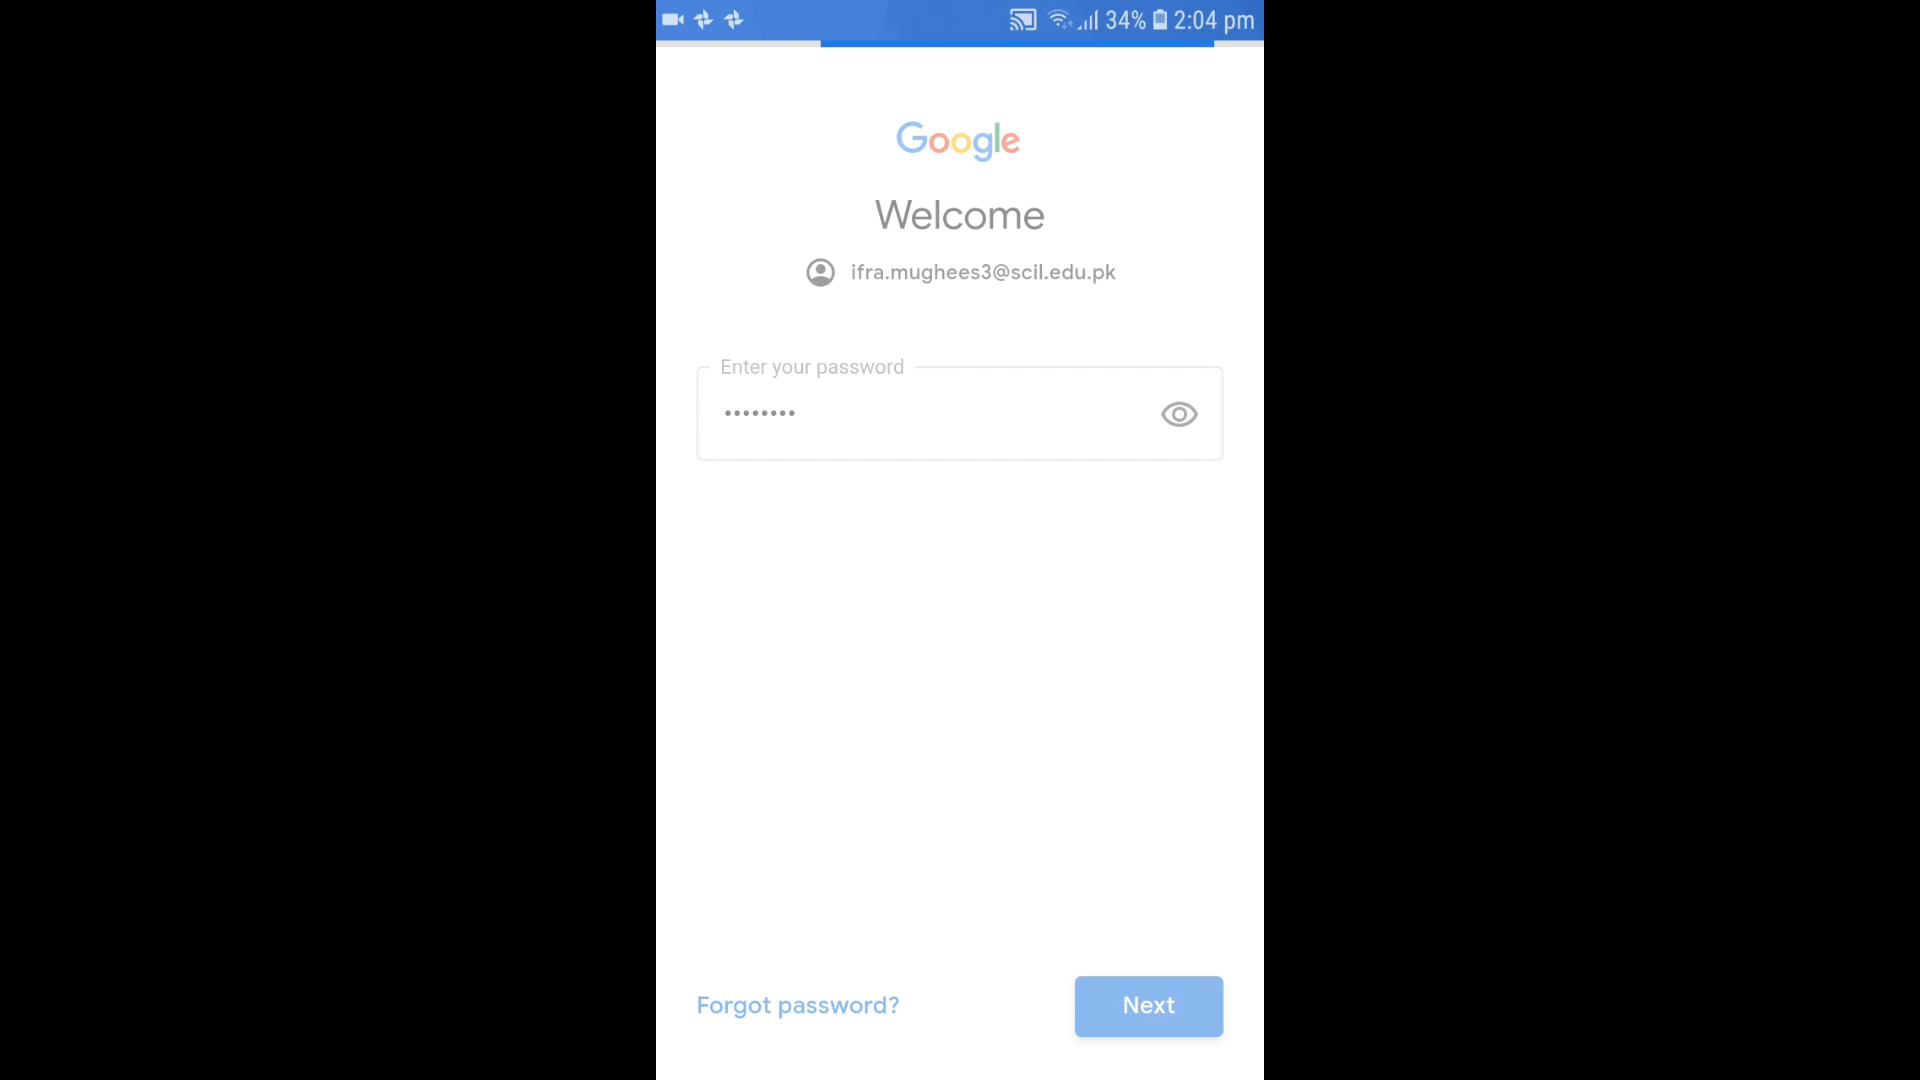 34% 2:04 pm
Google
Welcome
ifra.mughees3@scil.edu.pk
Enter your password
••••••••
Forgot password?
Next